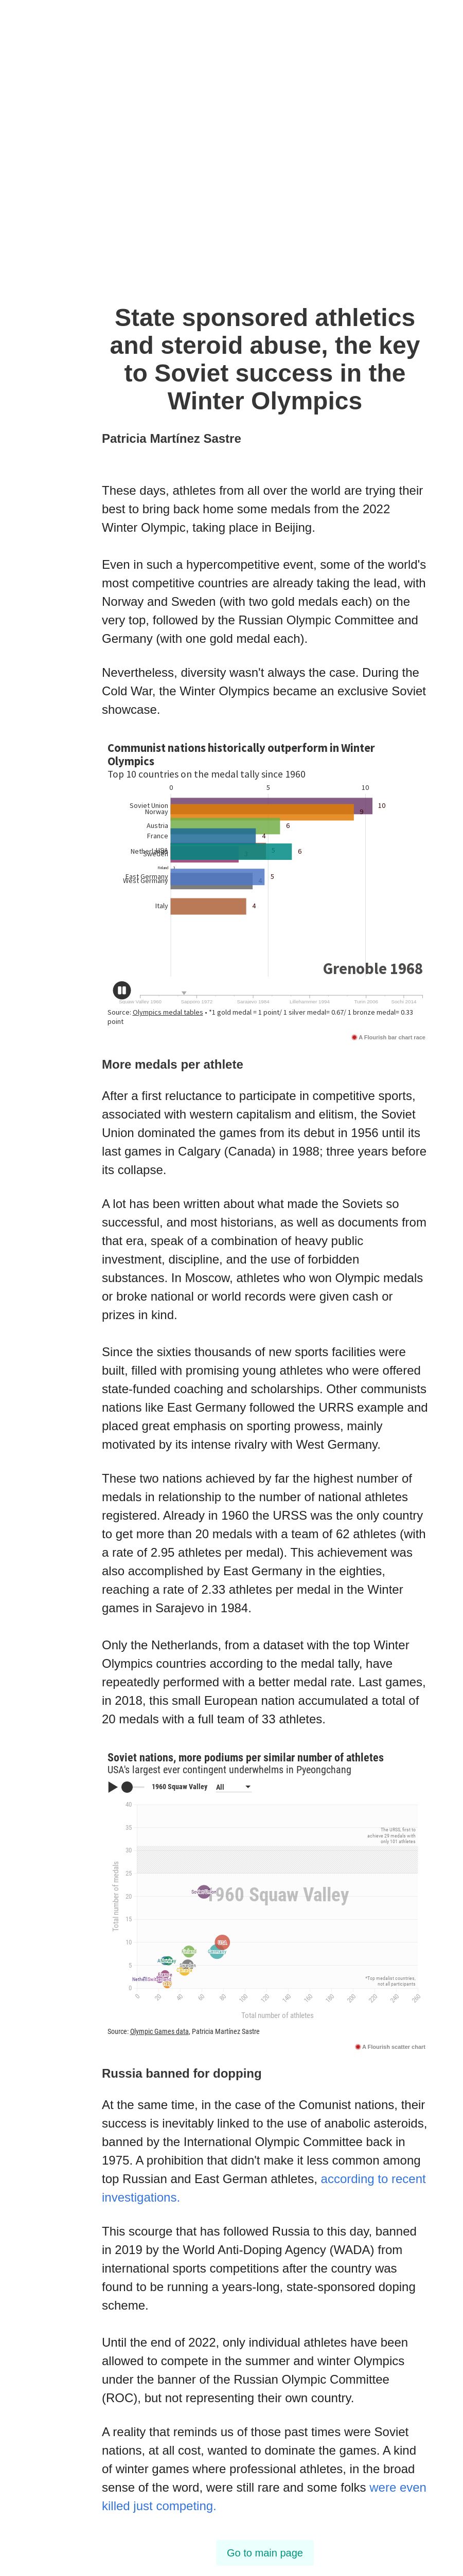 State sponsored athletics
and steroid abuse, the key
to Soviet success in the
Winter Olympics
Patricia Martínez Sastre
These days, athletes from all over the world are trying their
best to bring back home some medals from the 2022
Winter Olympic, taking place in Beijing.
Even in such a hypercompetitive event, some of the world's
most competitive countries are already taking the lead, with
Norway and Sweden (with two gold medals each) on the
very top, followed by the Russian Olympic Committee and
Germany (with one gold medal each).
Nevertheless, diversity wasn't always the case. During the
Cold War, the Winter Olympics became an exclusive Soviet
showcase.
Communist nations historically outperform in Winter
Olympics
Top 10 countries on the medal tally since 1960
0 5 10
Soviet Union 10
Norway 9
Austria 6
France 4
6
Sweden
East Germany 5
West Germany
Italy 4
Grenoble 1968
Squaw Valley 1960 Sapporo 1972 Sarajevo 1984 Lillehammer 1994 Turin 2006 Sochi 2014
Source: Olympics medal tables • *1 gold medal = 1 point/ 1 silver medal= 0.67/ 1 bronze medal= 0.33
point
A Flourish bar chart race
More medals per athlete
After a first reluctance to participate in competitive sports,
associated with western capitalism and elitism, the Soviet
Union dominated the games from its debut in 1956 until its
last games in Calgary (Canada) in 1988; three years before
its collapse.
A lot has been written about what made the Soviets so
successful, and most historians, as well as documents from
that era, speak of a combination of heavy public
investment, discipline, and the use of forbidden
substances. In Moscow, athletes who won Olympic medals
or broke national or world records were given cash or
prizes in kind.
Since the sixties thousands of new sports facilities were
built, filled with promising young athletes who were offered
state-funded coaching and scholarships. Other communists
nations like East Germany followed the URRS example and
placed great emphasis on sporting prowess, mainly
motivated by its intense rivalry with West Germany.
These two nations achieved by far the highest number of
medals in relationship to the number of national athletes
registered. Already in 1960 the URSS was the only country
to get more than 20 medals with a team of 62 athletes (with
a rate of 2.95 athletes per medal). This achievement was
also accomplished by East Germany in the eighties,
reaching a rate of 2.33 athletes per medal in the Winter
games in Sarajevo in 1984.
Only the Netherlands, from a dataset with the top Winter
Olympics countries according to the medal tally, have
repeatedly performed with a better medal rate. Last games,
in 2018, this small European nation accumulated a total of
20 medals with a full team of 33 athletes.
Soviet nations, more podiums per similar number of athletes
USA's largest ever contingent underwhelms in Pyeongchang
1960 Squaw Valley All
40
35
30
25
20
15
10
5
0
Total number of medals
The URSS, first to
achieve 29 medals with
only 101 athletes
1960 Squaw Valley
*Top medalist countries,
not all participants
0 20 40 60 80 100 120 140 160 180 200 220 240 260
Total number of athletes
Source: Olympic Games data, Patricia Martínez Sastre
A Flourish scatter chart
Russia banned for dopping
At the same time, in the case of the Comunist nations, their
success is inevitably linked to the use of anabolic asteroids,
banned by the International Olympic Committee back in
1975. A prohibition that didn't make it less common among
top Russian and East German athletes, according to recent
investigations.
This scourge that has followed Russia to this day, banned
in 2019 by the World Anti-Doping Agency (WADA) from
international sports competitions after the country was
found to be running a years-long, state-sponsored doping
scheme.
Until the end of 2022, only individual athletes have been
allowed to compete in the summer and winter Olympics
under the banner of the Russian Olympic Committee
(ROC), but not representing their own country.
A reality that reminds us of those past times were Soviet
nations, at all cost, wanted to dominate the games. A kind
of winter games where professional athletes, in the broad
sense of the word, were still rare and some folks were even
killed just competing.
Go to main page